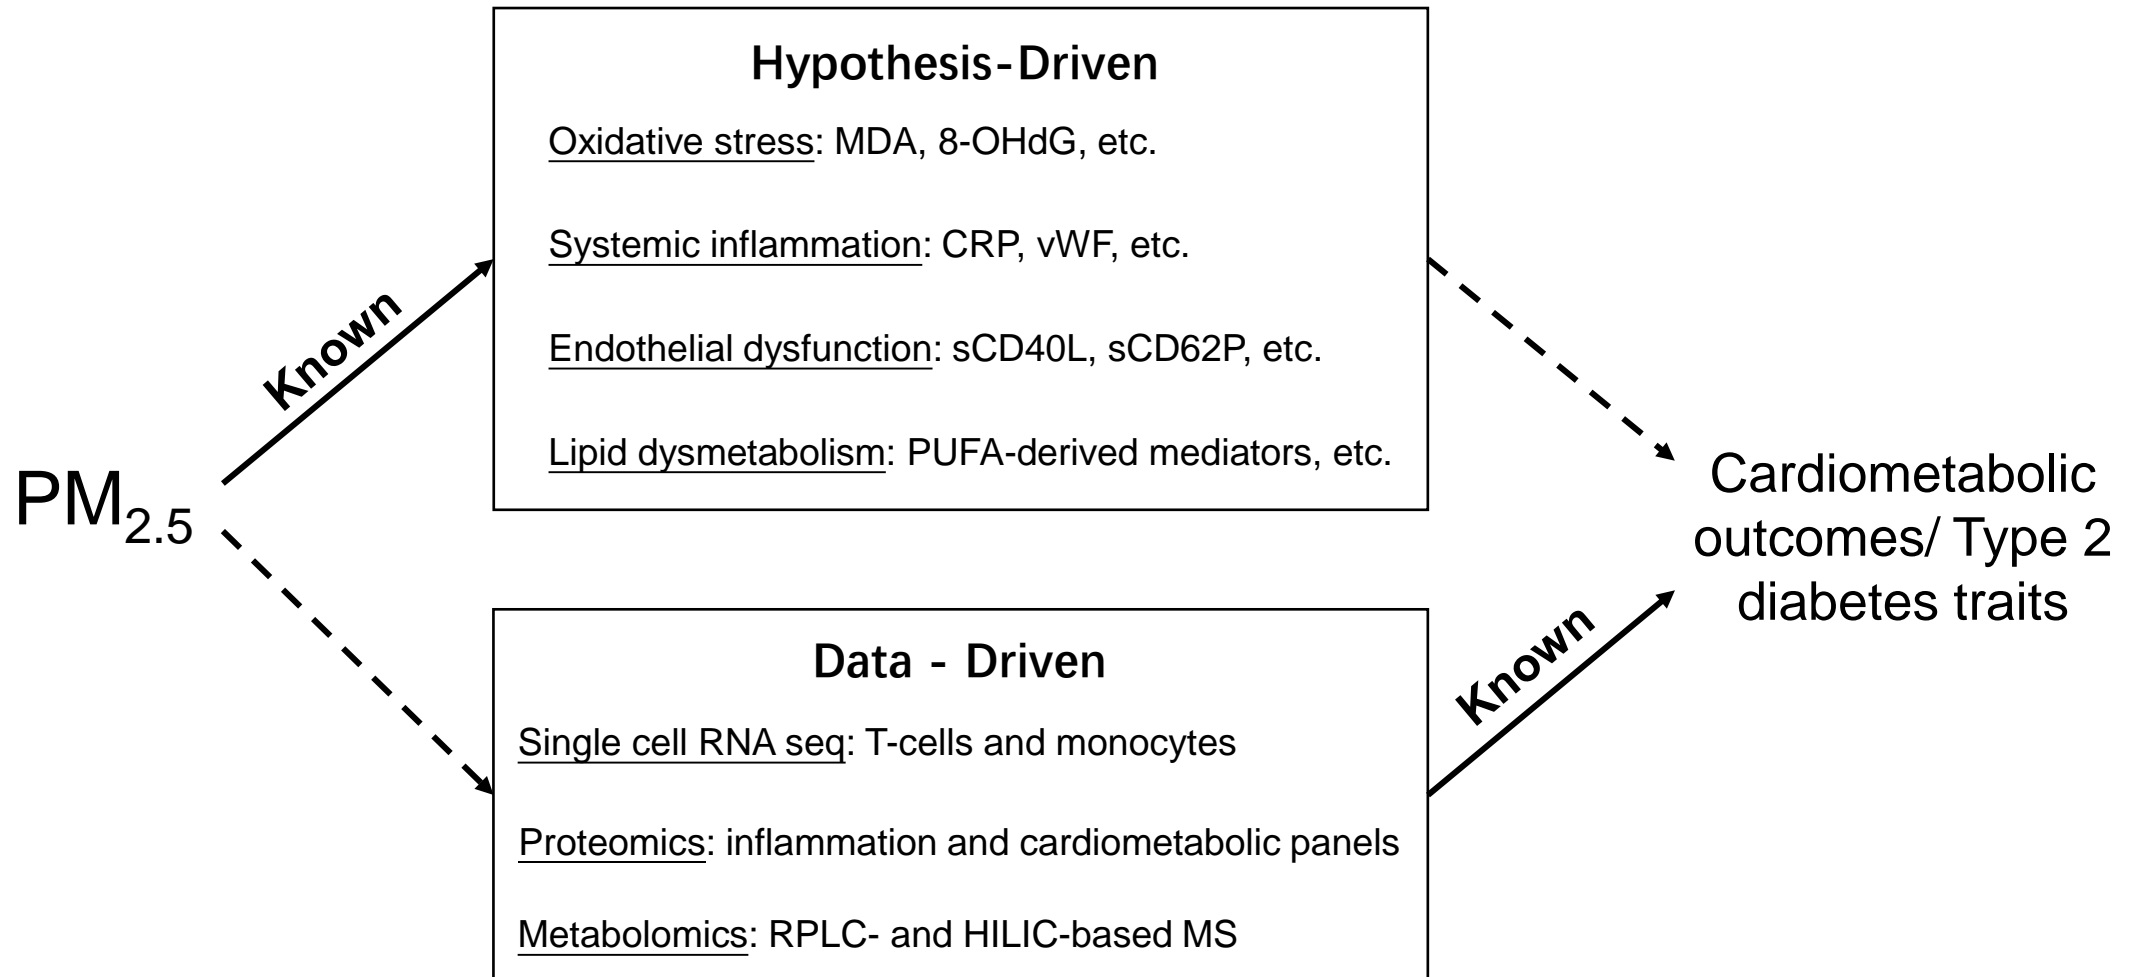 Hypothesis-Driven
Oxidative stress: MDA, 8-OHdG, etc.
Systemic inflammation: CRP, vWF, etc.
Known
Endothelial dysfunction: sCD40L, sCD62P, etc.
Lipid dysmetabolism: PUFA-derived mediators, etc.
PM2.5
Cardiometabolic
outcomes/ Type 2
diabetes traits
Data - Driven
Known
Single cell RNA seq: T-cells and monocytes
Proteomics: inflammation and cardiometabolic panels
Metabolomics: RPLC- and HILIC-based MS